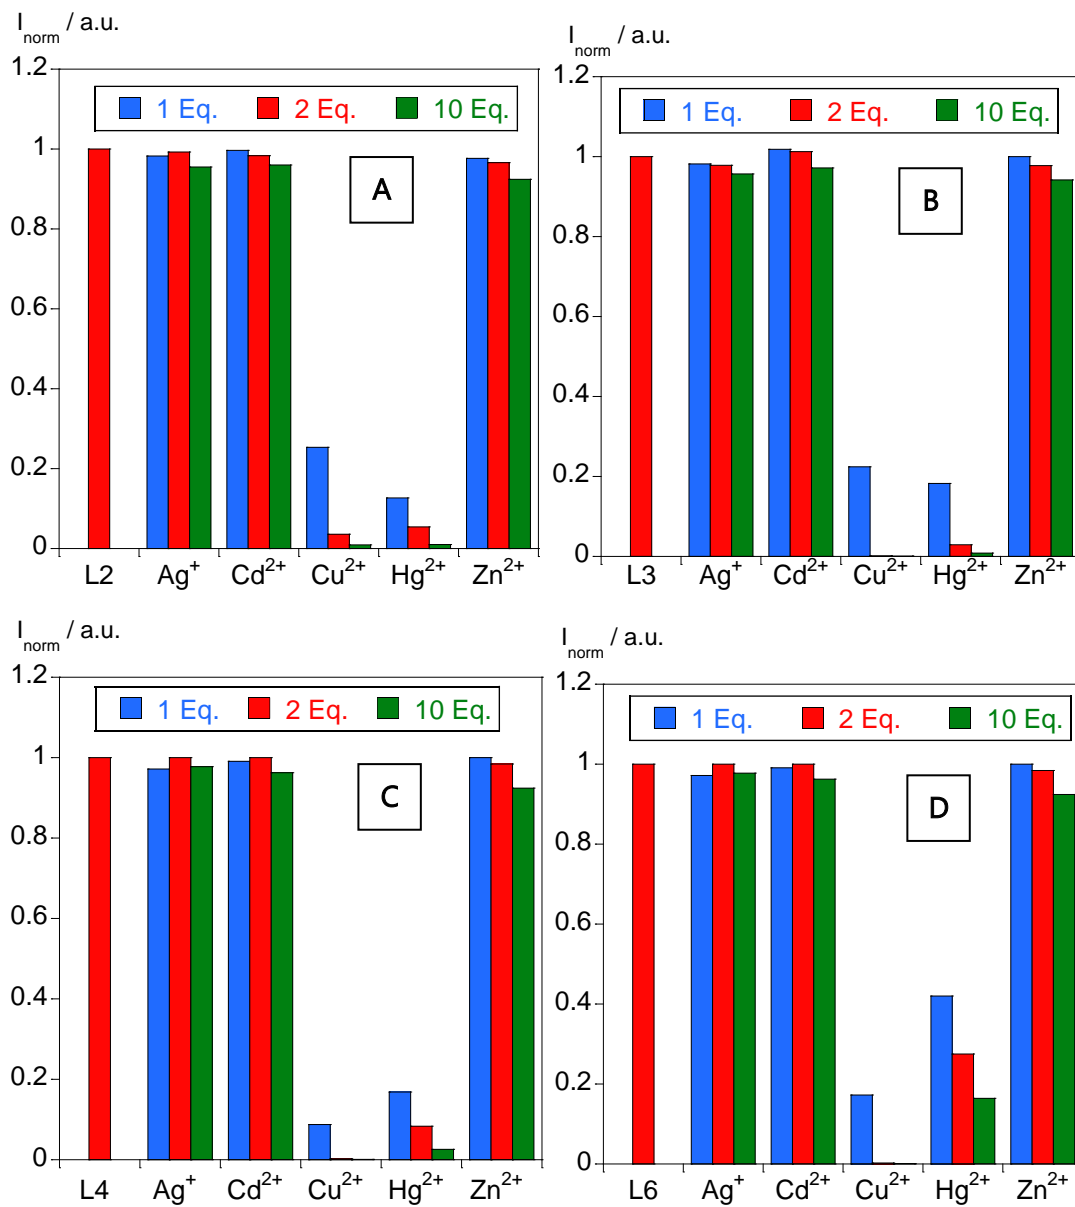 I_norm / a.u.
1.2
1 Eq. 2 Eq. 10 Eq.
1
A
0.8
0.6
0.4
0.2
0
L2 Ag⁺ Cd²⁺ Cu²⁺ Hg²⁺ Zn²⁺
I_norm / a.u.
1.2
1 Eq. 2 Eq. 10 Eq.
1
B
0.8
0.6
0.4
0.2
0
L3 Ag⁺ Cd²⁺ Cu²⁺ Hg²⁺ Zn²⁺
I_norm / a.u.
1.2
1 Eq. 2 Eq. 10 Eq.
1
C
0.8
0.6
0.4
0.2
0
L4 Ag⁺ Cd²⁺ Cu²⁺ Hg²⁺ Zn²⁺
I_norm / a.u.
1.2
1 Eq. 2 Eq. 10 Eq.
1
D
0.8
0.6
0.4
0.2
0
L6 Ag⁺ Cd²⁺ Cu²⁺ Hg²⁺ Zn²⁺